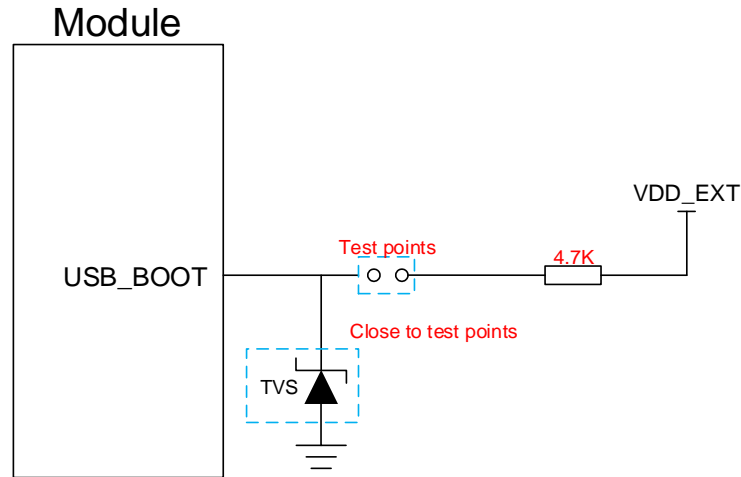 Module
VDD_EXT
Test points
4.7K
USB_BOOT
Close to test points
TVS